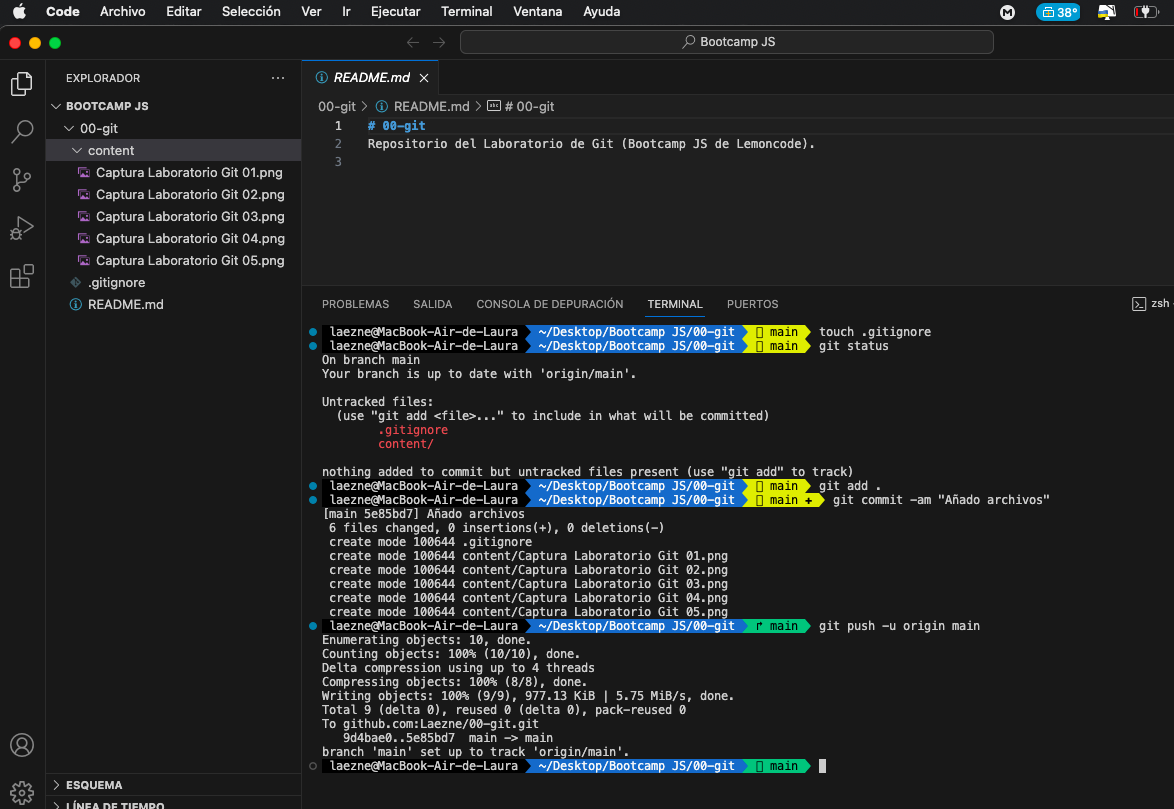 Code Archivo Editar Selección Ver Ir Ejecutar Terminal Ventana Ayuda
38°
Bootcamp JS
EXPLORADOR
BOOTCAMP JS
00-git
content
Captura Laboratorio Git 01.png
Captura Laboratorio Git 02.png
Captura Laboratorio Git 03.png
Captura Laboratorio Git 04.png
Captura Laboratorio Git 05.png
.gitignore
README.md
ESQUEMA
LÍNEA DE TIEMPO
README.md
00-git > README.md > # 00-git
1 # 00-git
2 Repositorio del Laboratorio de Git (Bootcamp JS de Lemoncode).
3
PROBLEMAS SALIDA CONSOLA DE DEPURACIÓN TERMINAL PUERTOS
zsh
laezne@MacBook-Air-de-Laura ~/Desktop/Bootcamp JS/00-git main touch .gitignore
laezne@MacBook-Air-de-Laura ~/Desktop/Bootcamp JS/00-git main git status
On branch main
Your branch is up to date with 'origin/main'.
Untracked files:
(use "git add <file>..." to include in what will be committed)
.gitignore
content/
nothing added to commit but untracked files present (use "git add" to track)
laezne@MacBook-Air-de-Laura ~/Desktop/Bootcamp JS/00-git main git add .
laezne@MacBook-Air-de-Laura ~/Desktop/Bootcamp JS/00-git main + git commit -am "Añado archivos"
[main 5e85bd7] Añado archivos
6 files changed, 0 insertions(+), 0 deletions(-)
create mode 100644 .gitignore
create mode 100644 content/Captura Laboratorio Git 01.png
create mode 100644 content/Captura Laboratorio Git 02.png
create mode 100644 content/Captura Laboratorio Git 03.png
create mode 100644 content/Captura Laboratorio Git 04.png
create mode 100644 content/Captura Laboratorio Git 05.png
laezne@MacBook-Air-de-Laura ~/Desktop/Bootcamp JS/00-git main git push -u origin main
Enumerating objects: 10, done.
Counting objects: 100% (10/10), done.
Delta compression using up to 4 threads
Compressing objects: 100% (8/8), done.
Writing objects: 100% (9/9), 977.13 KiB | 5.75 MiB/s, done.
Total 9 (delta 0), reused 0 (delta 0), pack-reused 0
To github.com:Laezne/00-git.git
9d4bae0..5e85bd7 main -> main
branch 'main' set up to track 'origin/main'.
laezne@MacBook-Air-de-Laura ~/Desktop/Bootcamp JS/00-git main